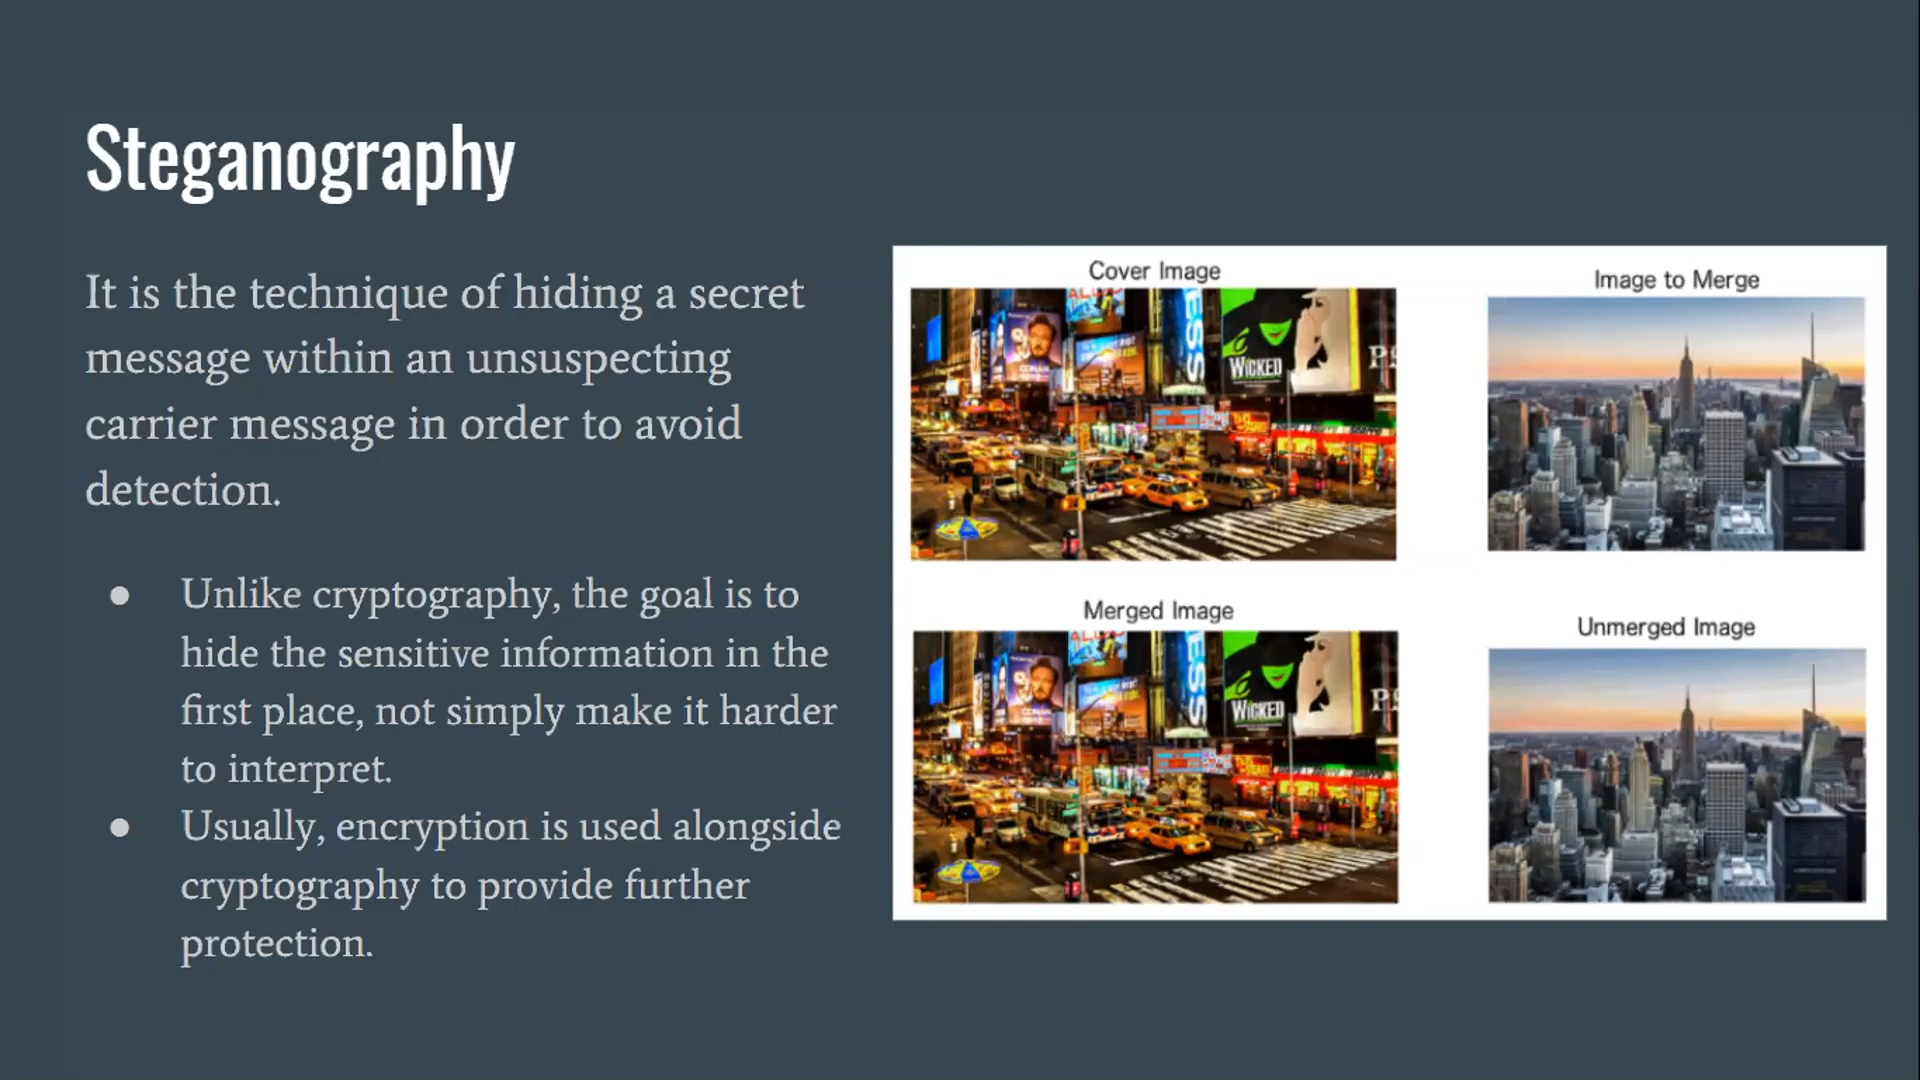 Steganography
It is the technique of hiding a secret
message within an unsuspecting
carrier message in order to avoid
detection.
● Unlike cryptography, the goal is to
hide the sensitive information in the
first place, not simply make it harder
to interpret.
● Usually, encryption is used alongside
cryptography to provide further
protection.
Cover Image
WICKED
Image to Merge
Merged Image
WICKED
Unmerged Image